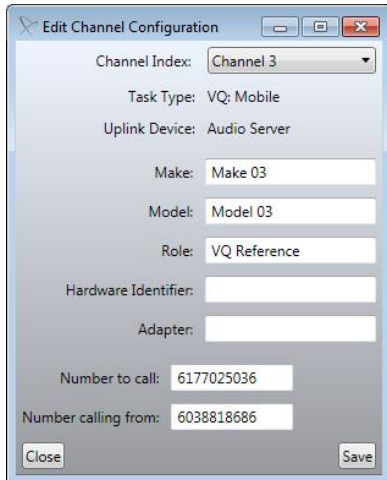 Edit Channel Configuration
Channel Index: Channel 3
Task Type: VQ: Mobile
Uplink Device: Audio Server
Make: Make 03
Model: Model 03
Role: VQ Reference
Hardware Identifier:
Adapter:
Number to call: 6177025036
Number calling from: 6038818686
Close Save